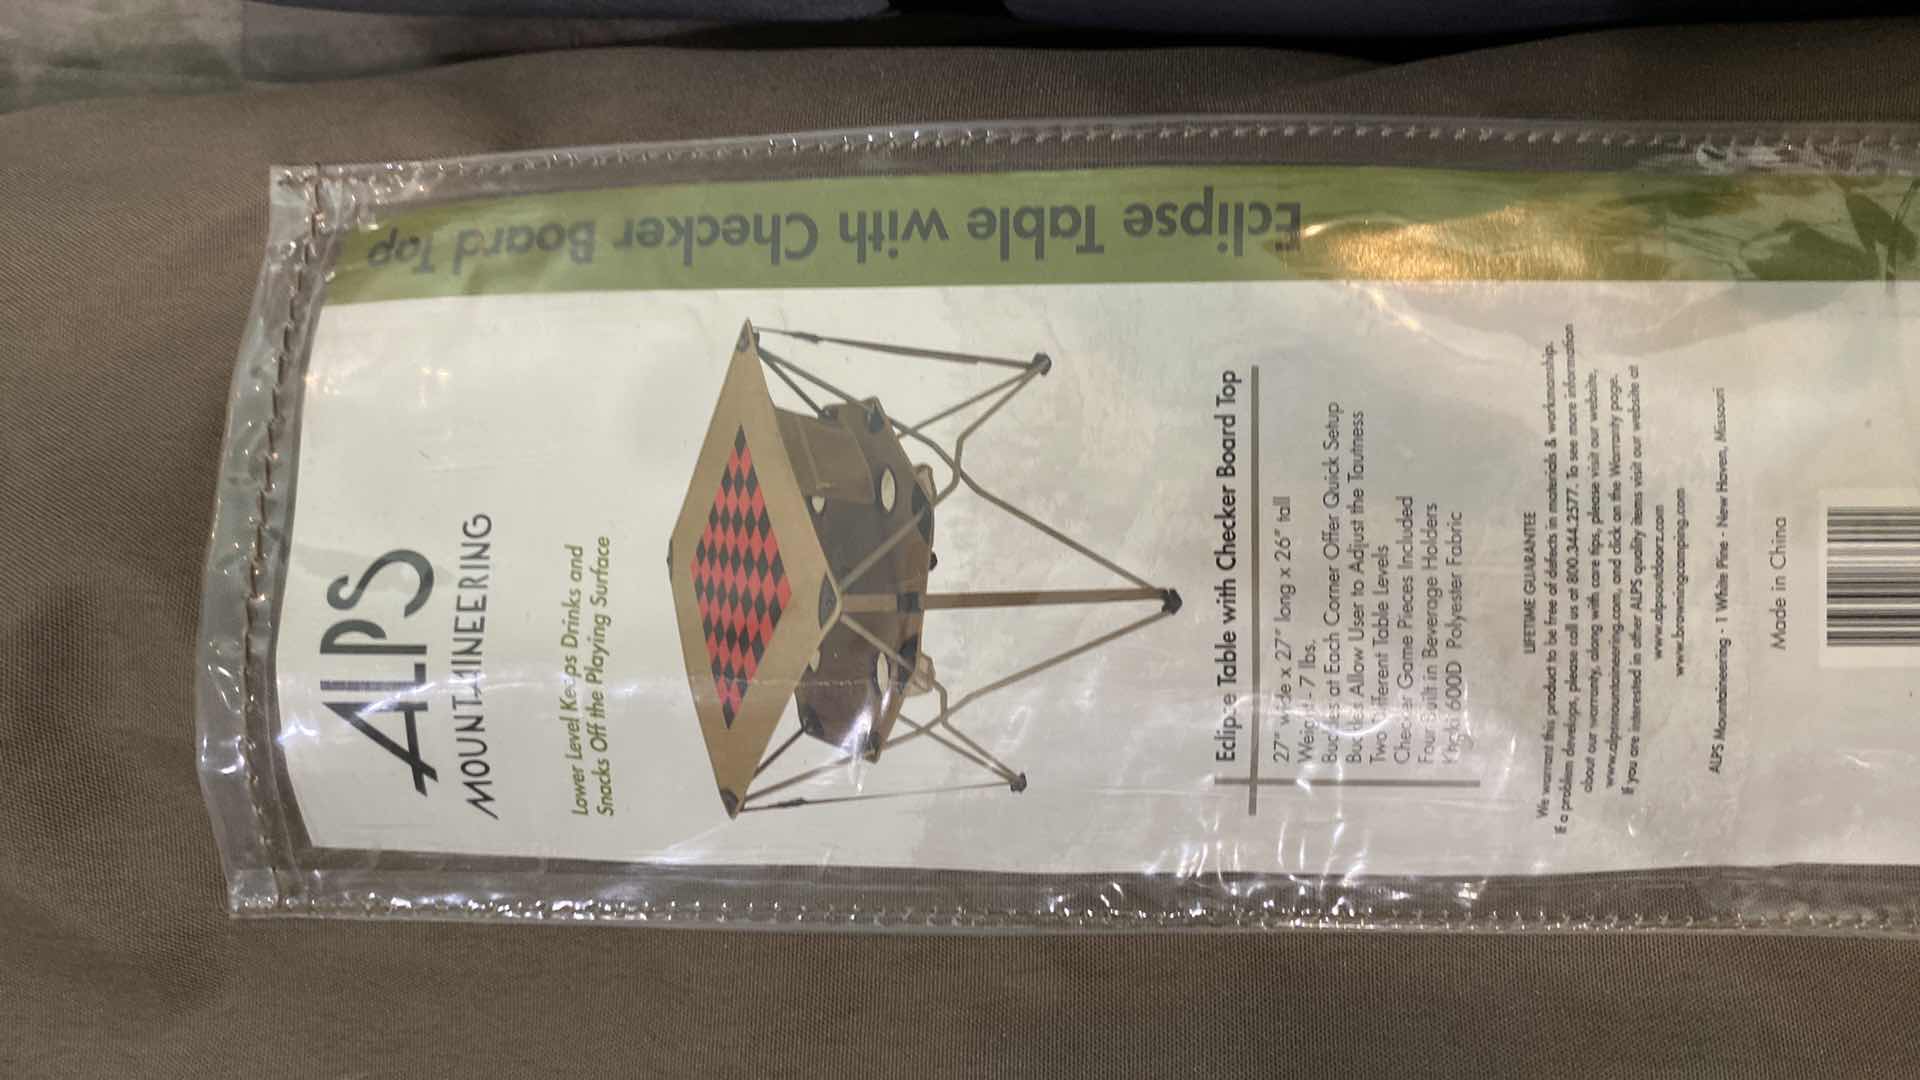 ALPS
MOUNTAINEERING
Lower Level Keeps Drinks and
Snacks Off the Playing Surface
Eclipse Table with Checker Board Top
27" wide x 27" long x 26" tall
Weight - 7 lbs.
Buckles at Each Corner Offer Quick Setup
Buckles Allow User to Adjust the Tautness
Two Different Table Levels
Checker Game Pieces Included
Four Built in Beverage Holders
Khaki 600D Polyester Fabric
LIFETIME GUARANTEE
We warrant this product to be free of defects in materials & workmanship.
If a problem develops, please call us at 800.344.2577. To see more information
about our warranty, along with care tips, please visit our website,
www.alpsmountaineering.com, and click on the Warranty page.
If you are interested in other ALPS quality items visit our website at
www.alpsoutdoorz.com
www.browningcamping.com
ALPS Mountaineering - 1 White Pine - New Haven, Missouri
Made in China
Eclipse Table with Checker Board Top